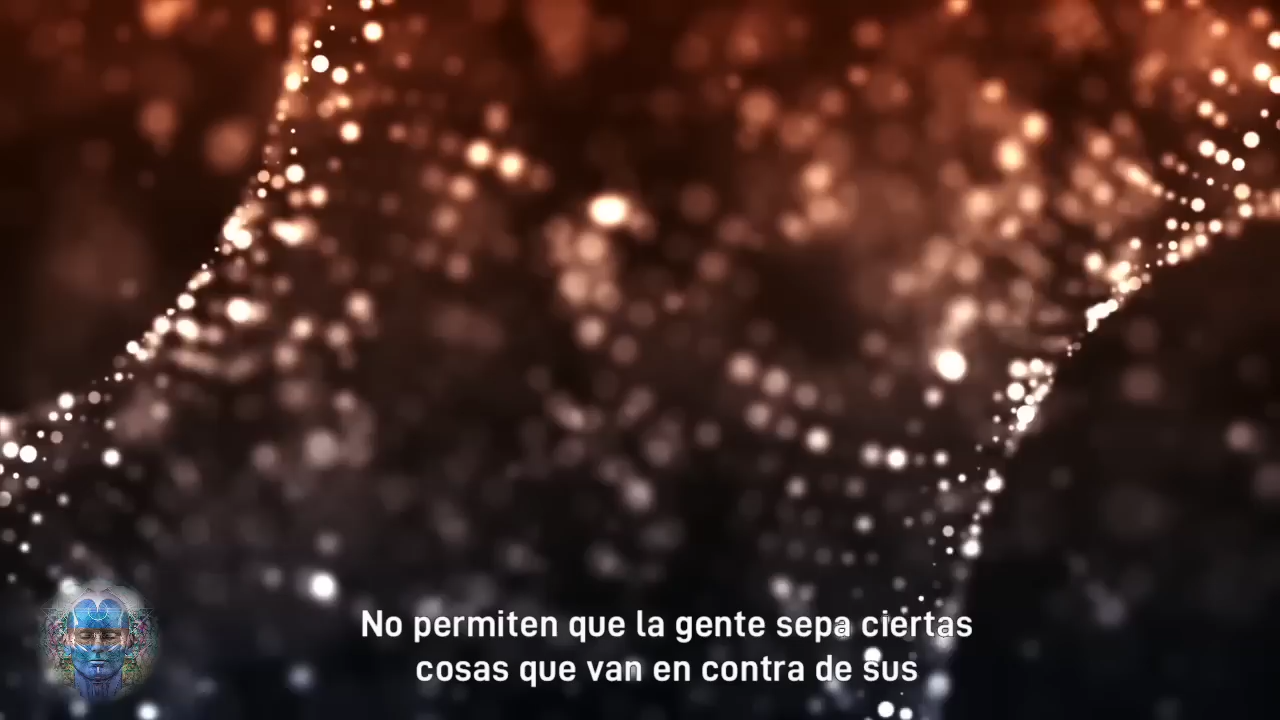 No permiten que la gente sepa ciertas
cosas que van en contra de sus